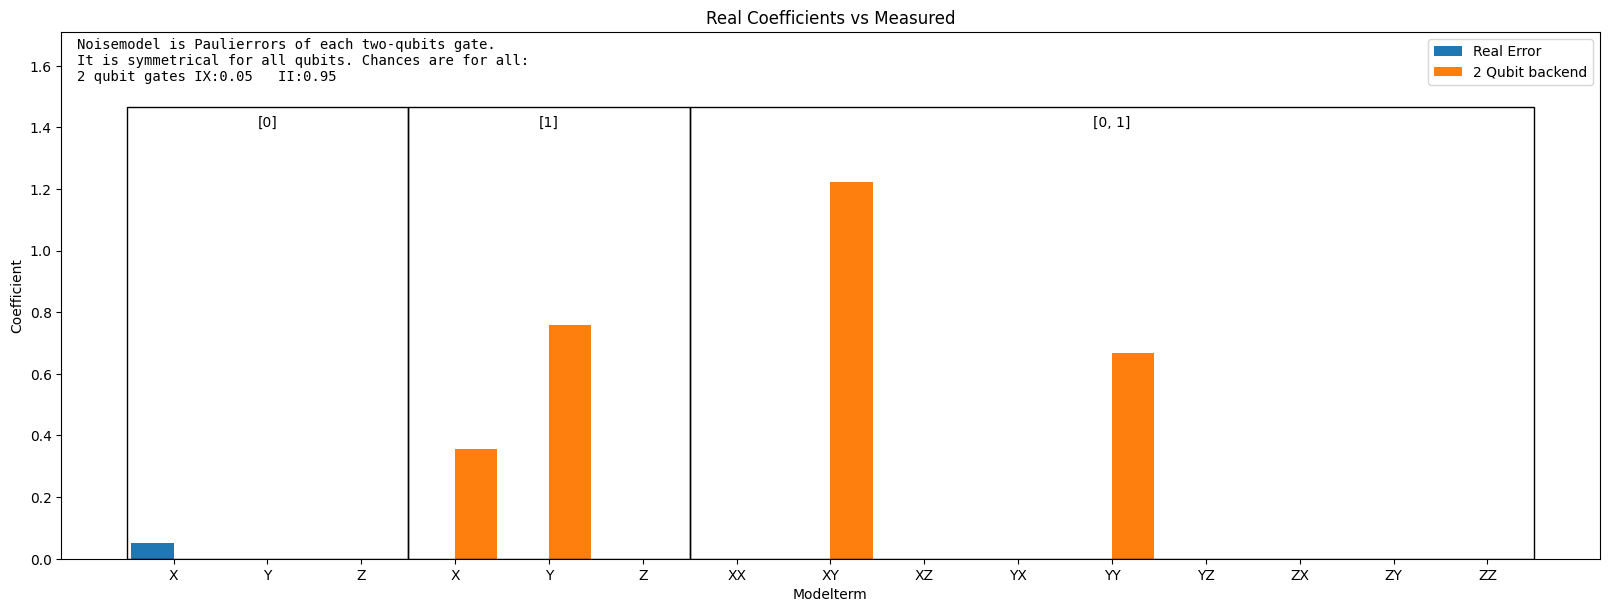 Real Coefficients vs Measured
Noisemodel is Paulierrors of each two-qubits gate.
It is symmetrical for all qubits. Chances are for all:
2 qubit gates IX:0.05   II:0.95
Real Error
2 Qubit backend
[0]
[1]
[0, 1]
Coefficient
1.6
1.4
1.2
1.0
0.8
0.6
0.4
0.2
0.0
X Y Z X Y Z XX XY XZ YX YY YZ ZX ZY ZZ
Modelterm